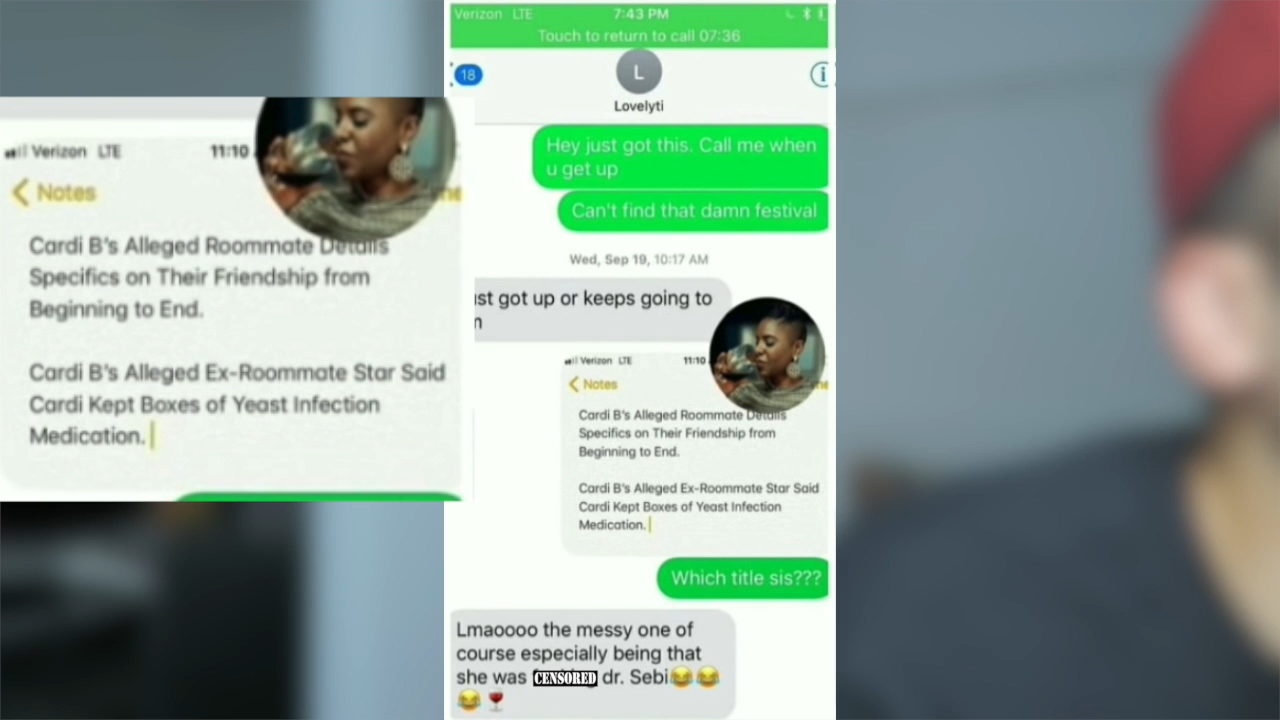 Verizon LTE 7:43 PM
Touch to return to call 07:36
18
L
Lovelyti
Hey just got this. Call me when
u get up
Can't find that damn festival
Wed, Sep 19, 10:17 AM
got up or keeps going to
Verizon LTE 11:10
Notes
Cardi B's Alleged Roommate Details
Specifics on Their Friendship from
Beginning to End.
Cardi B's Alleged Ex-Roommate Star Said
Cardi Kept Boxes of Yeast Infection
Medication.
Which title sis???
Lmaoooo the messy one of
course especially being that
she was CENSORED dr. Sebi😂😂
😂🍷
Verizon LTE 11:10
Notes
Cardi B's Alleged Roommate Details
Specifics on Their Friendship from
Beginning to End.
Cardi B's Alleged Ex-Roommate Star Said
Cardi Kept Boxes of Yeast Infection
Medication.